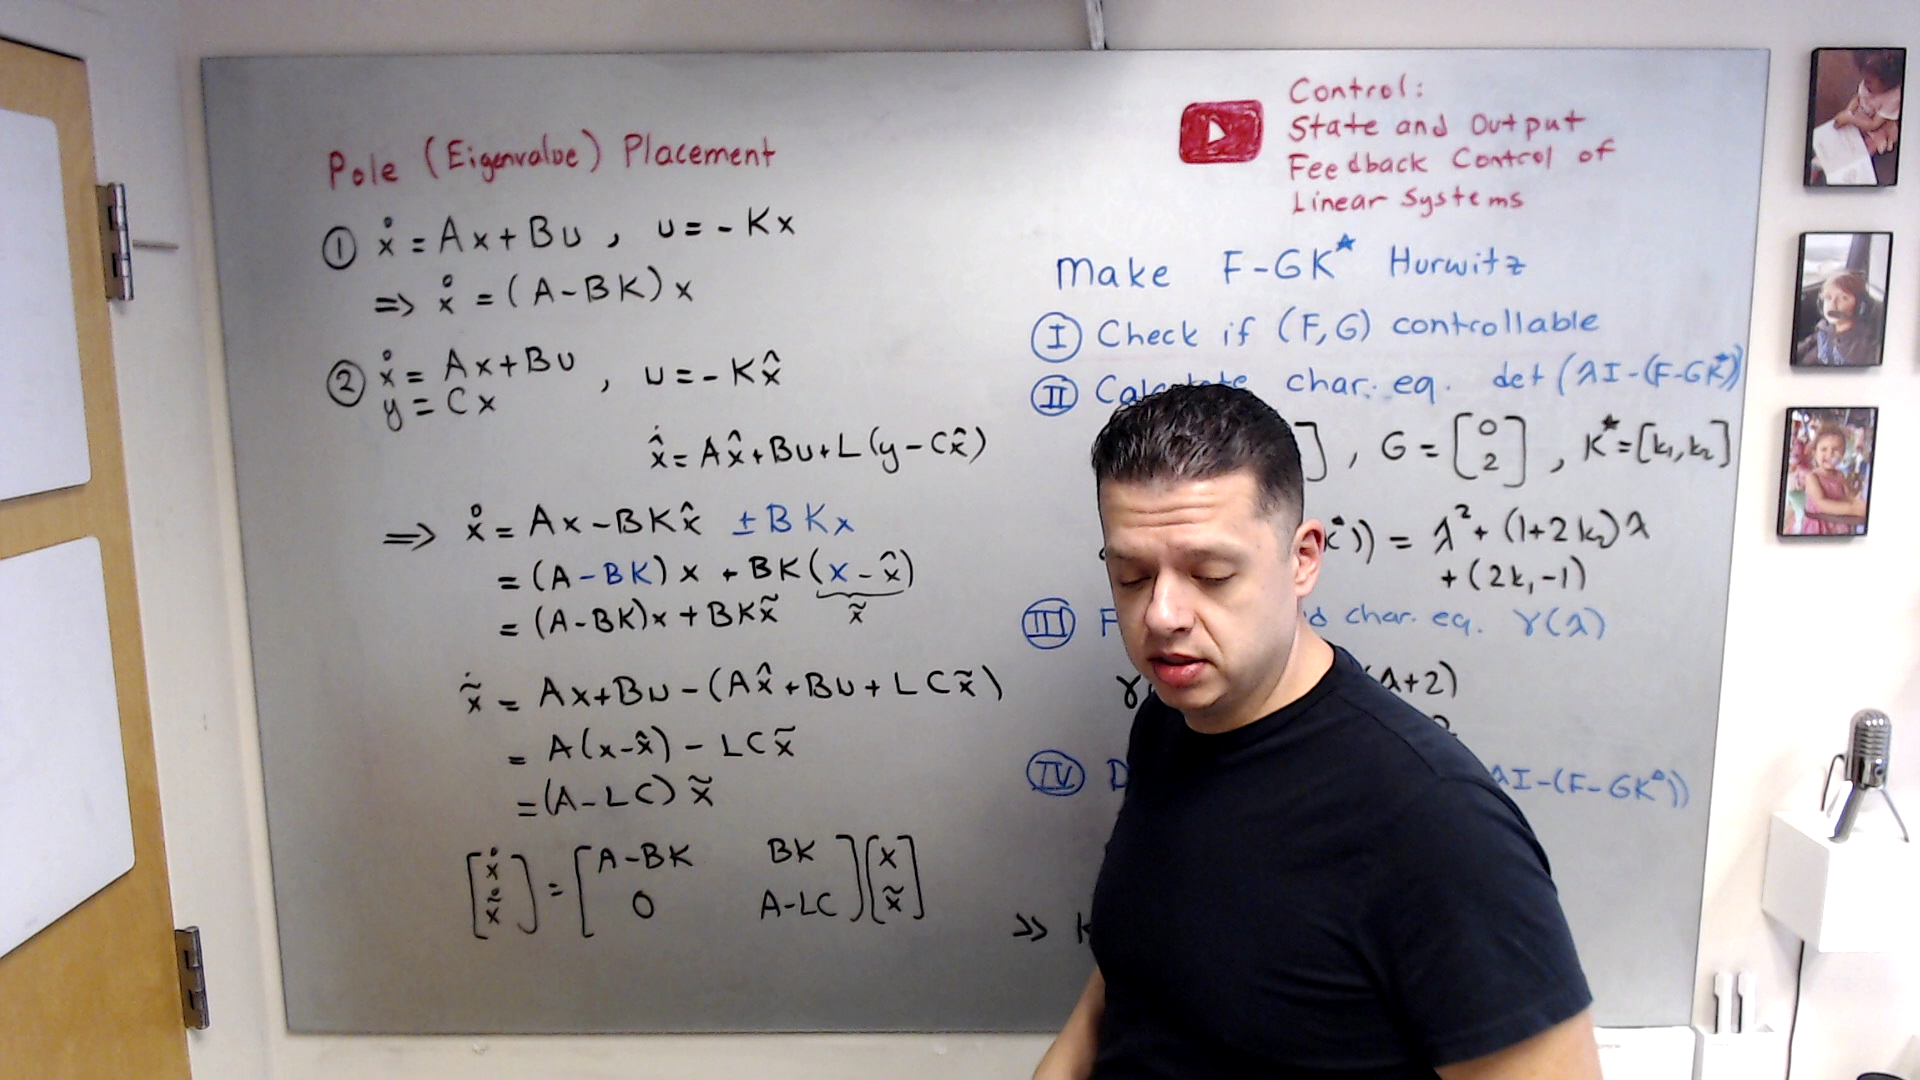 Pole (Eigenvalue) Placement
① ẋ = Ax + Bu , u = - Kx
⇒ ẋ = (A-BK) x
② ẋ = Ax + Bu , u = - Kx̂
y = Cx
x̂̇ = Ax̂ + Bu + L(y - Cx̂)
⇒ ẋ = Ax - BKx̂ ± BKx
= (A-BK) x + BK(x - x̂)
= (A-BK)x + BKx̃ x̃
x̃̇ = Ax + Bu - (Ax̂ + Bu + LCx̃)
= A(x-x̂) - LCx̃
= (A-LC) x̃
[ẋ x̃̇] = [A-BK BK
0 A-LC] [x x̃]
Control:
State and Output
Feedback Control of
Linear Systems
Make F-GK* Hurwitz
Ⓘ Check if (F,G) controllable
Ⓘⓘ char. eq. det(λI-(F-GK*))
] , G = [0 2] , K* = [k₁, k₂]
)) = λ² + (1+2k₂)λ
+ (2k₁-1)
III char. eq. γ(λ)
γ λ+2)
IV λI-(F-GK*))
>> K